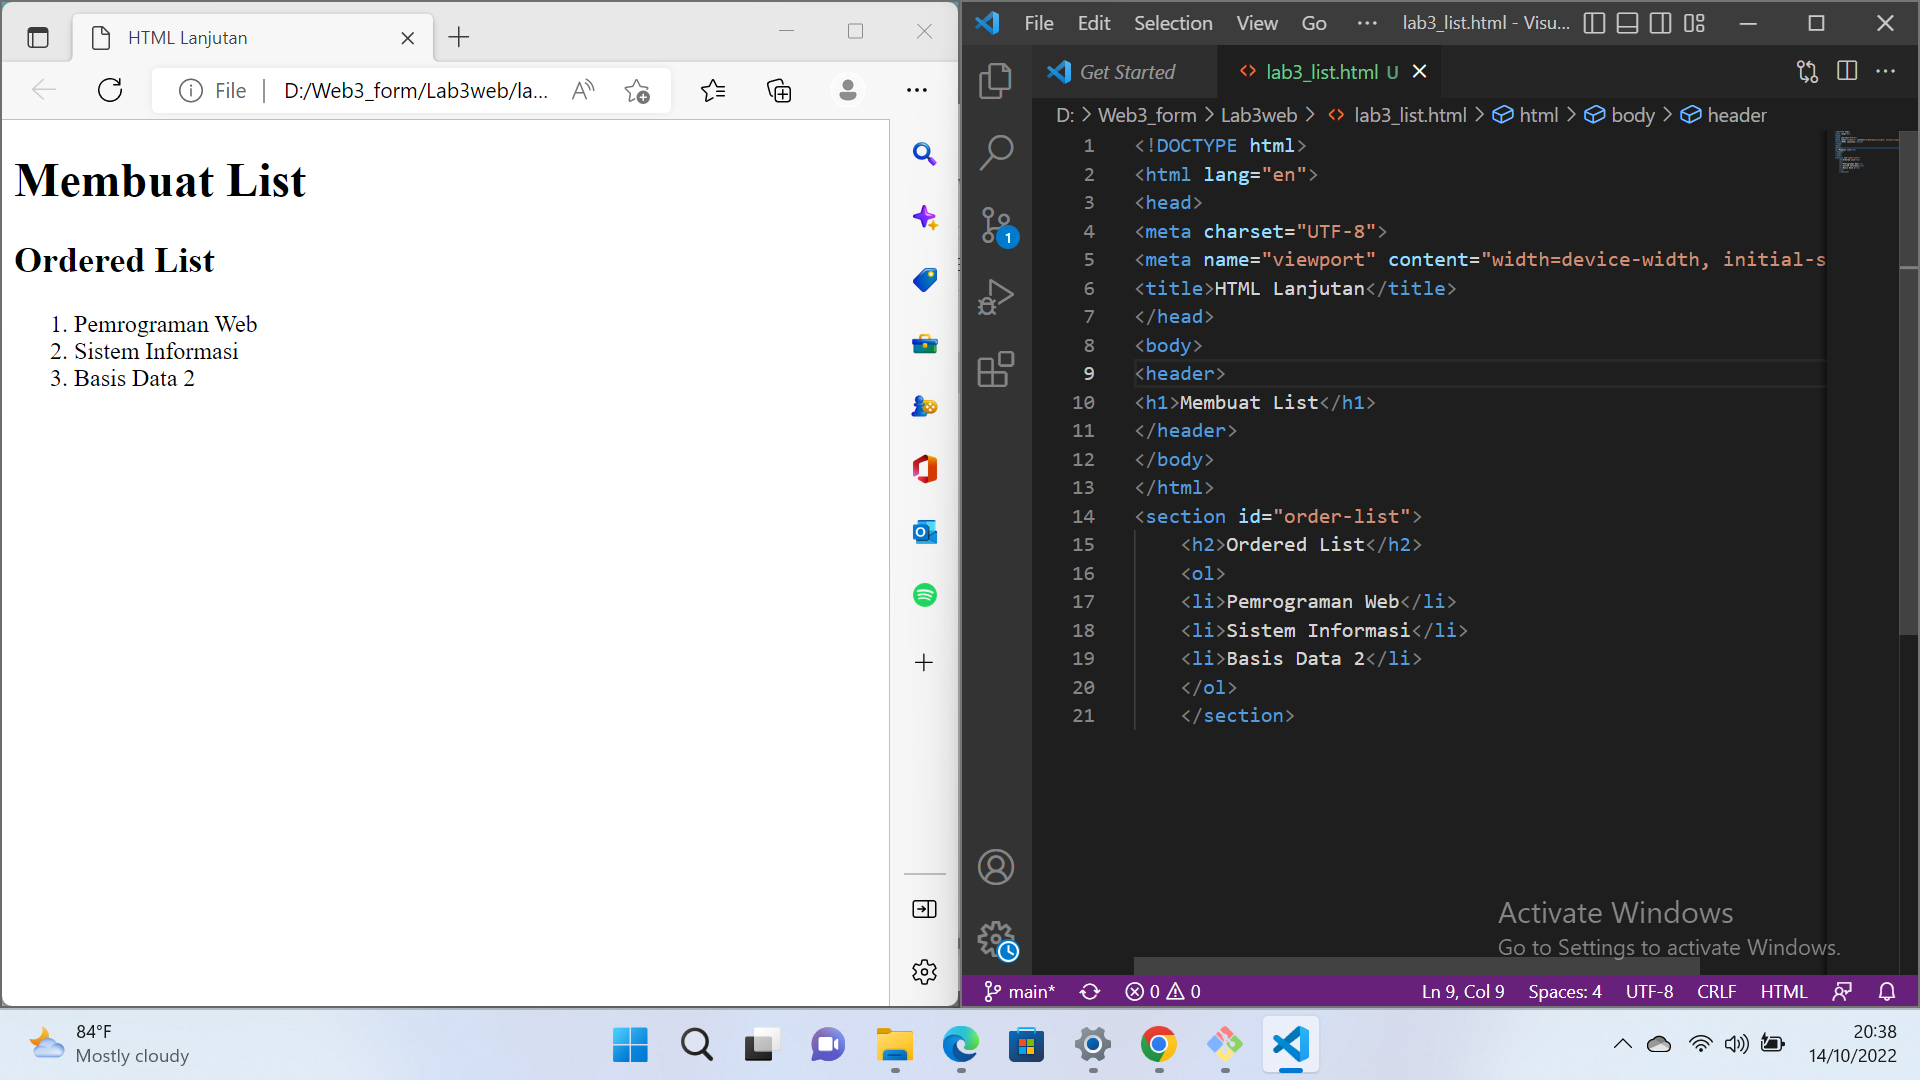 HTML Lanjutan
File
D:/Web3_form/Lab3web/la...
Membuat List
Ordered List
1. Pemrograman Web
2. Sistem Informasi
3. Basis Data 2
File Edit Selection View Go ... lab3_list.html - Visu...
Get Started
lab3_list.html U
D: > Web3_form > Lab3web > lab3_list.html > html > body > header
1 <!DOCTYPE html>
2 <html lang="en">
3 <head>
4 <meta charset="UTF-8">
5 <meta name="viewport" content="width=device-width, initial-s
6 <title>HTML Lanjutan</title>
7 </head>
8 <body>
9 <header>
10 <h1>Membuat List</h1>
11 </header>
12 </body>
13 </html>
14 <section id="order-list">
15     <h2>Ordered List</h2>
16     <ol>
17     <li>Pemrograman Web</li>
18     <li>Sistem Informasi</li>
19     <li>Basis Data 2</li>
20     </ol>
21     </section>
1
Activate Windows
Go to Settings to activate Windows.
main* 0 0 Ln 9, Col 9 Spaces: 4 UTF-8 CRLF HTML
84°F
Mostly cloudy
20:38
14/10/2022